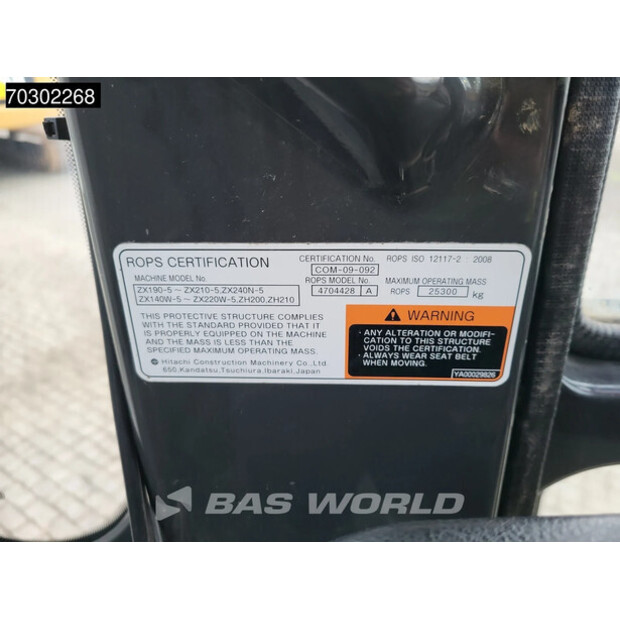 70302268
ROPS CERTIFICATION
CERTIFICATION No.
COM-09-092
ROPS ISO 12117-2 : 2008
MACHINE MODEL No.
ZX190-5 ~ ZX210-5.ZX240N-5
ZX140W-5 ~ ZX220W-5.ZH200,ZH210
ROPS MODEL No.
4704428 A
MAXIMUM OPERATING MASS
ROPS 25300 kg
THIS PROTECTIVE STRUCTURE COMPLIES
WITH THE STANDARD PROVIDED THAT IT
IS PROPERLY EQUIPPED ON THE MACHINE
AND THE MASS IS LESS THAN THE
SPECIFIED MAXIMUM OPERATING MASS.
Hitachi Construction Machinery Co., Ltd.
650,Kandatsu,Tsuchiura,Ibaraki,Japan
WARNING
· ANY ALTERATION OR MODIFI-
CATION TO THIS STRUCTURE
VOIDS THE CERTIFICATION.
· ALWAYS WEAR SEAT BELT
WHEN MOVING.
YA00029826
BAS WORLD